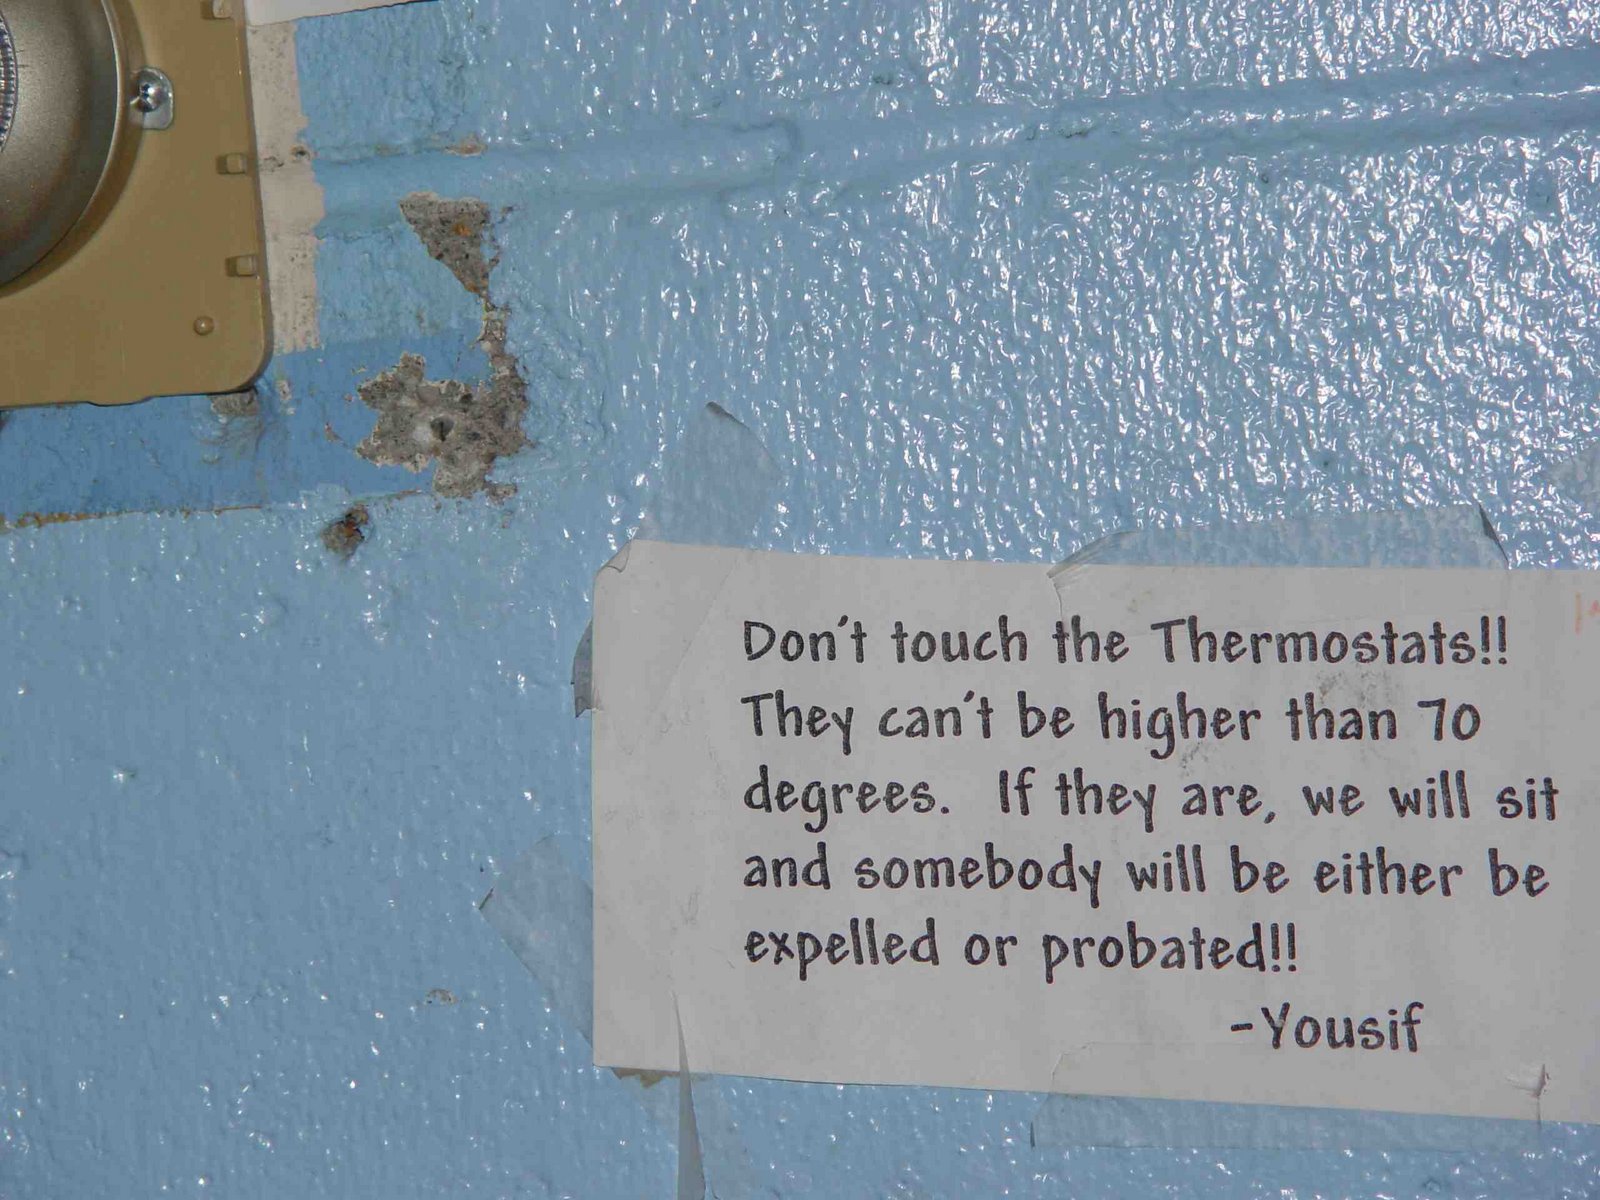 Don't touch the Thermostats!!
They can't be higher than 70
degrees.  If they are, we will sit
and somebody will be either be
expelled or probated!!
-Yousif